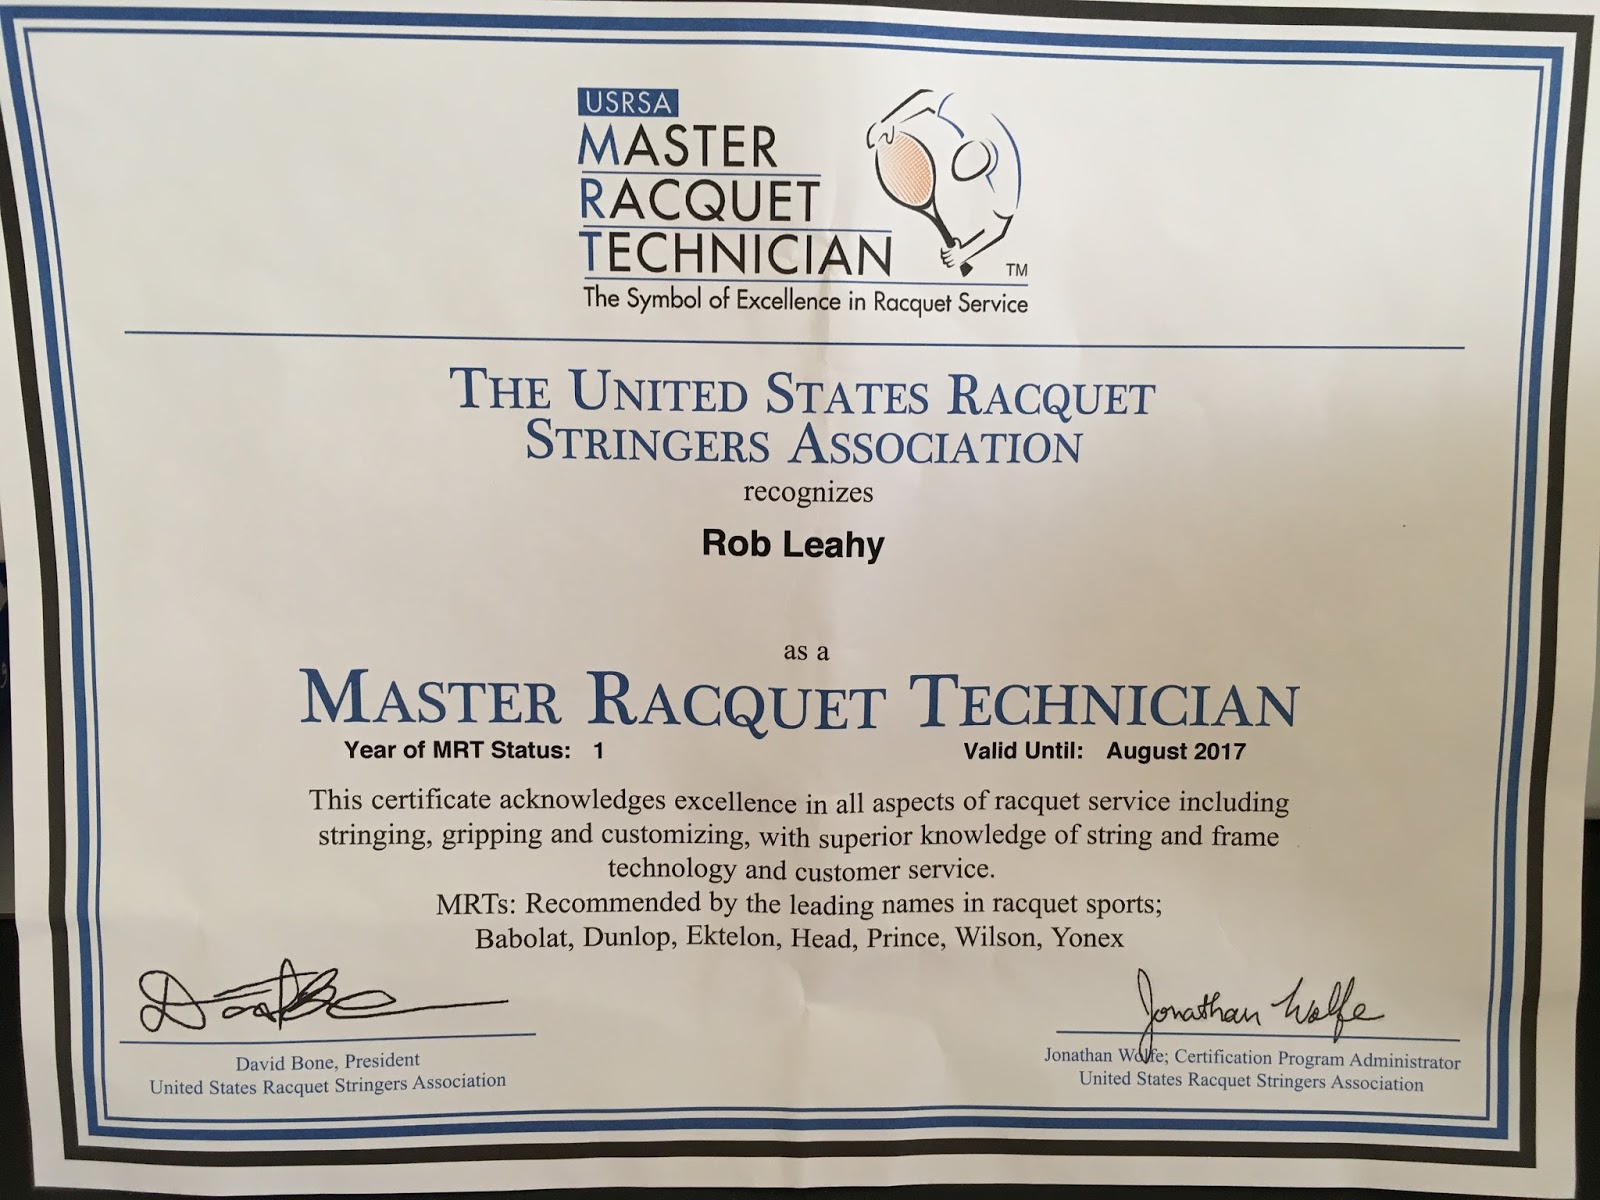 USRSA
MASTER
RACQUET
TECHNICIAN
TM
The Symbol of Excellence in Racquet Service
THE UNITED STATES RACQUET
STRINGERS ASSOCIATION
recognizes
Rob Leahy
as a
MASTER RACQUET TECHNICIAN
Year of MRT Status: 1 Valid Until: August 2017
This certificate acknowledges excellence in all aspects of racquet service including
stringing, gripping and customizing, with superior knowledge of string and frame
technology and customer service.
MRTs: Recommended by the leading names in racquet sports;
Babolat, Dunlop, Ektelon, Head, Prince, Wilson, Yonex
Jonathan Wolfe
David Bone, President
United States Racquet Stringers Association
Jonathan Wolfe; Certification Program Administrator
United States Racquet Stringers Association